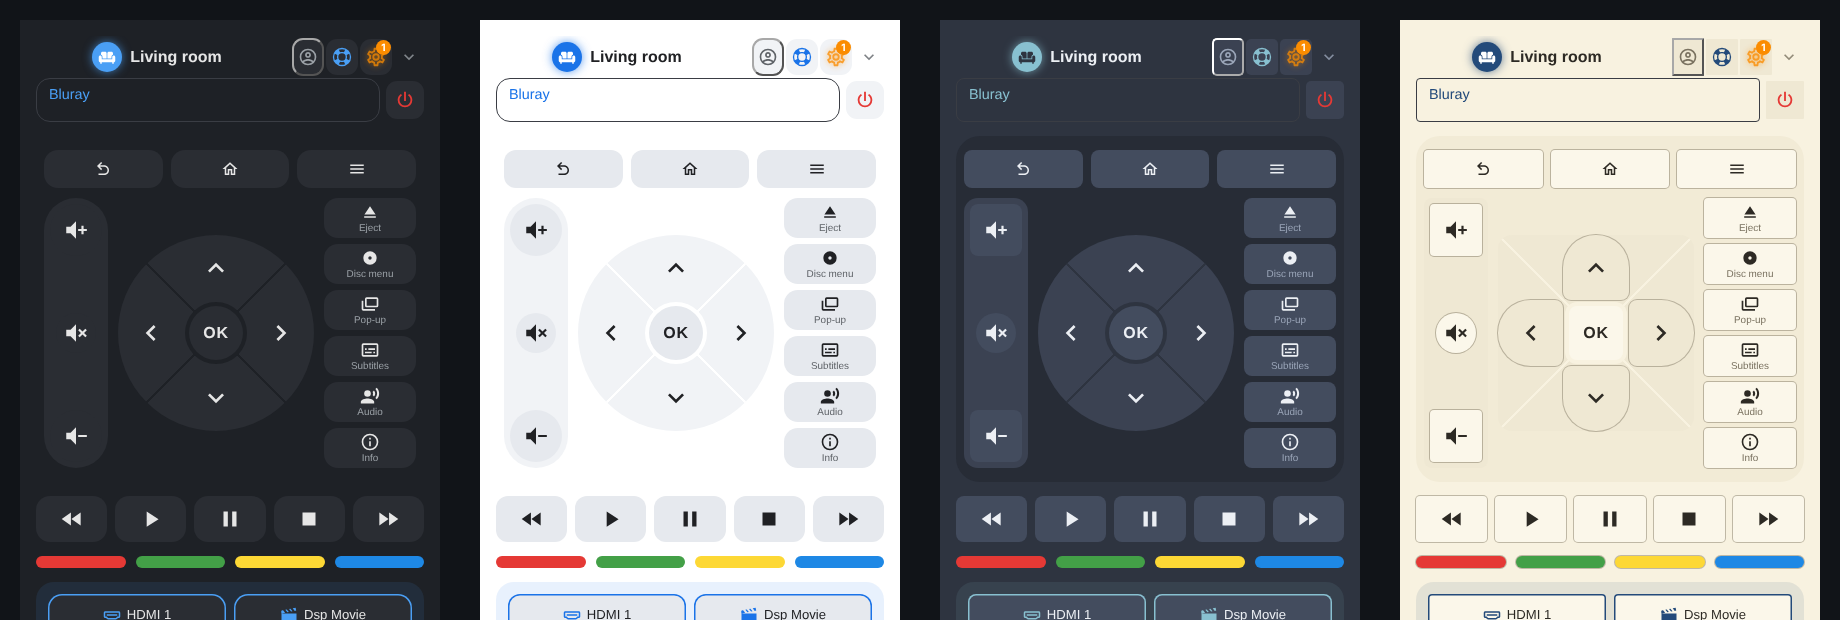 Living room
1
Bluray
Eject
Disc menu
Pop-up
OK
Subtitles
Audio
Info
HDMI 1
Dsp Movie
Living room
1
Bluray
Eject
Disc menu
Pop-up
OK
Subtitles
Audio
Info
HDMI 1
Dsp Movie
Living room
1
Bluray
Eject
Disc menu
Pop-up
OK
Subtitles
Audio
Info
HDMI 1
Dsp Movie
Living room
1
Bluray
Eject
Disc menu
Pop-up
OK
Subtitles
Audio
Info
HDMI 1
Dsp Movie